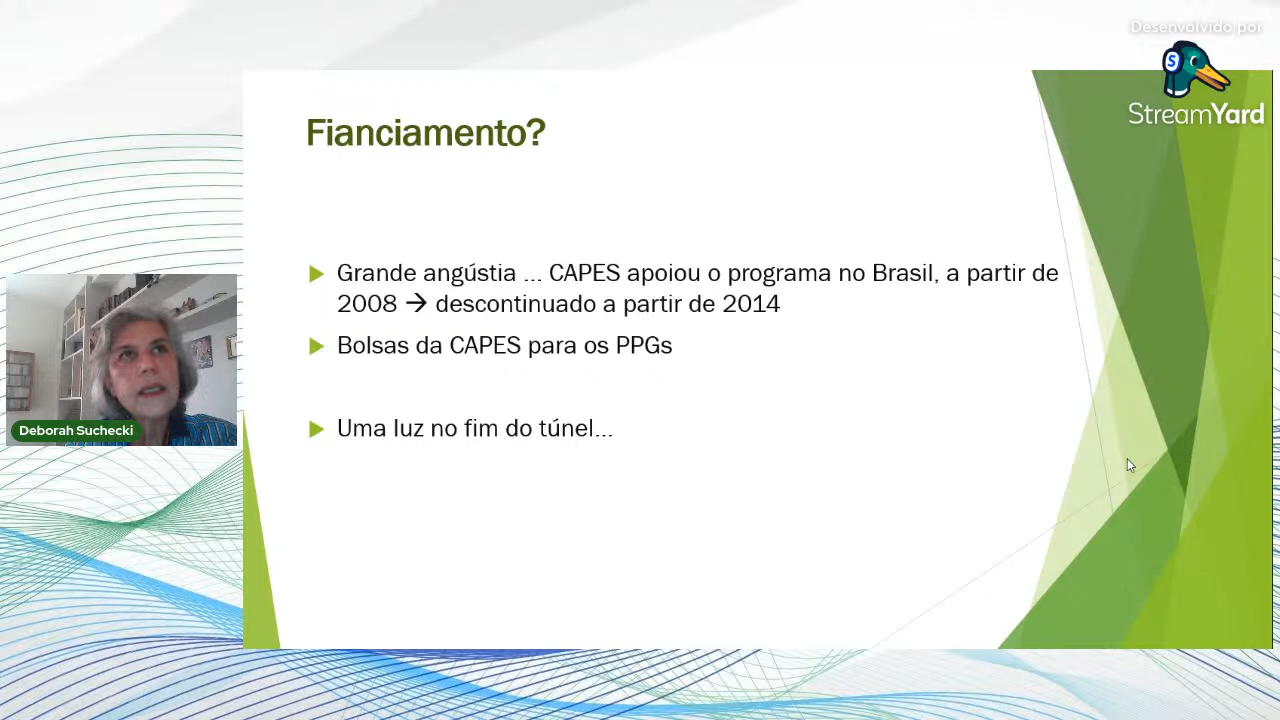 Desenvolvido por
S
StreamYard
Fianciamento?
Grande angústia ... CAPES apoiou o programa no Brasil, a partir de
2008 → descontinuado a partir de 2014
Bolsas da CAPES para os PPGs
Uma luz no fim do túnel...
Deborah Suchecki